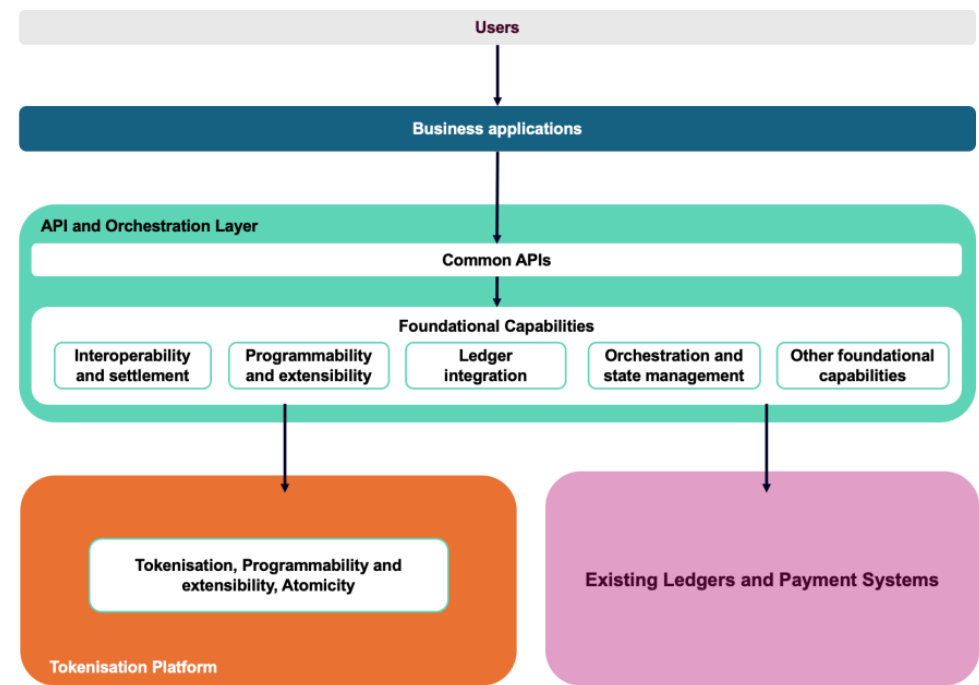 Users
Business applications
API and Orchestration Layer
Common APIs
Foundational Capabilities
Interoperability
and settlement
Programmability
and extensibility
Ledger
integration
Orchestration and
state management
Other foundational
capabilities
Tokenisation, Programmability and
extensibility, Atomicity
Tokenisation Platform
Existing Ledgers and Payment Systems